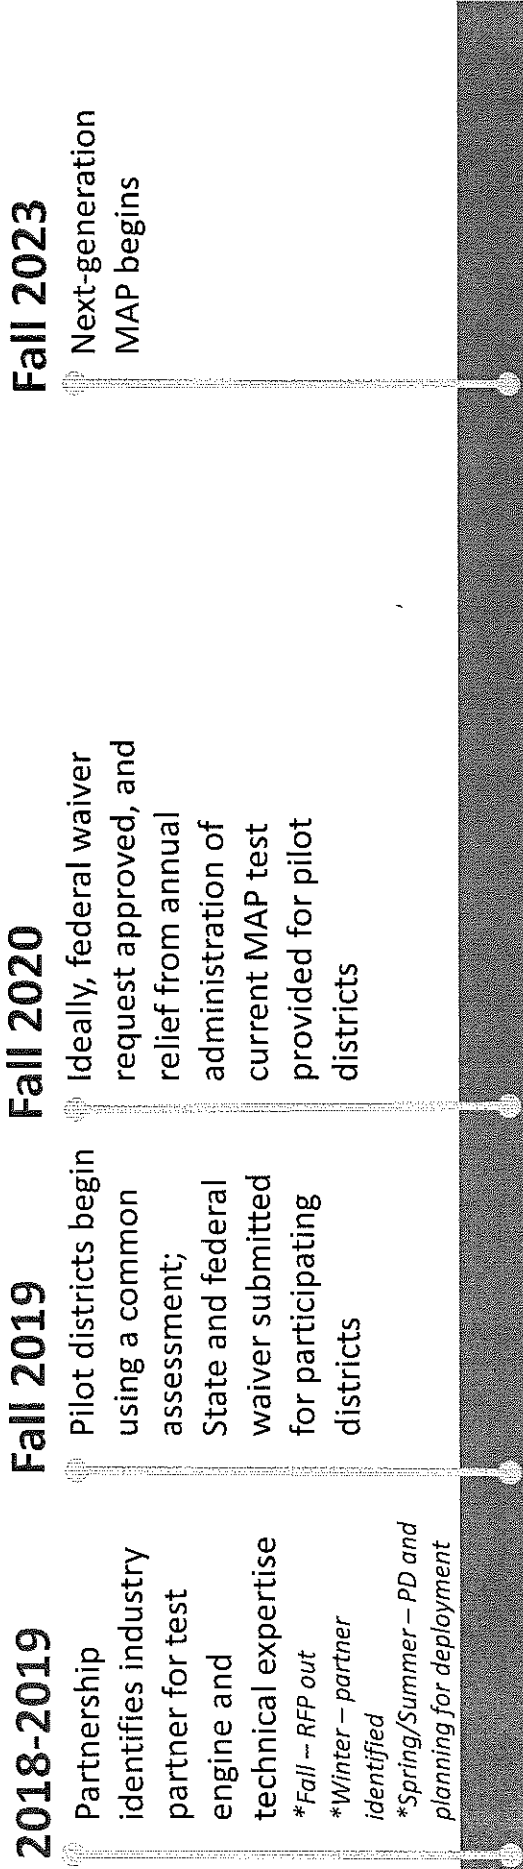 2018-2019
Partnership
identifies industry
partner for test
engine and
technical expertise
*Fall – RFP out
*Winter – partner
identified
*Spring/Summer – PD and
planning for deployment
Fall 2019
Pilot districts begin
using a common
assessment;
State and federal
waiver submitted
for participating
districts
Fall 2020
Ideally, federal waiver
request approved, and
relief from annual
administration of
current MAP test
provided for pilot
districts
Fall 2023
Next-generation
MAP begins